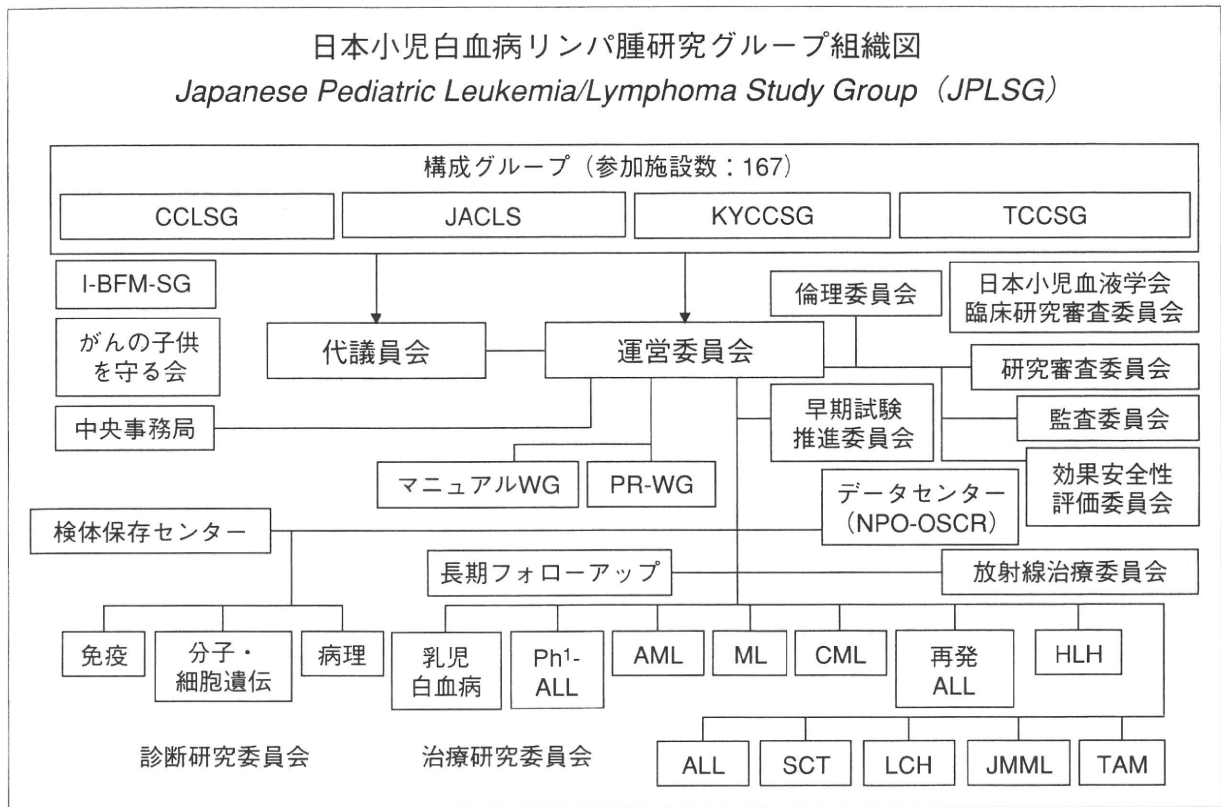 日本小児白血病リンパ腫研究グループ組織図
Japanese Pediatric Leukemia/Lymphoma Study Group（JPLSG）
構成グループ（参加施設数：167）
CCLSG
JACLS
KYCCSG
TCCSG
I-BFM-SG
がんの子供
を守る会
中央事務局
代議員会
運営委員会
倫理委員会
日本小児血液学会
臨床研究審査委員会
研究審査委員会
監査委員会
効果安全性
評価委員会
早期試験
推進委員会
マニュアルWG
PR-WG
データセンター
（NPO-OSCR）
検体保存センター
長期フォローアップ
放射線治療委員会
免疫
分子・
細胞遺伝
病理
乳児
白血病
Ph¹-
ALL
AML
ML
CML
再発
ALL
HLH
診断研究委員会
治療研究委員会
ALL
SCT
LCH
JMML
TAM